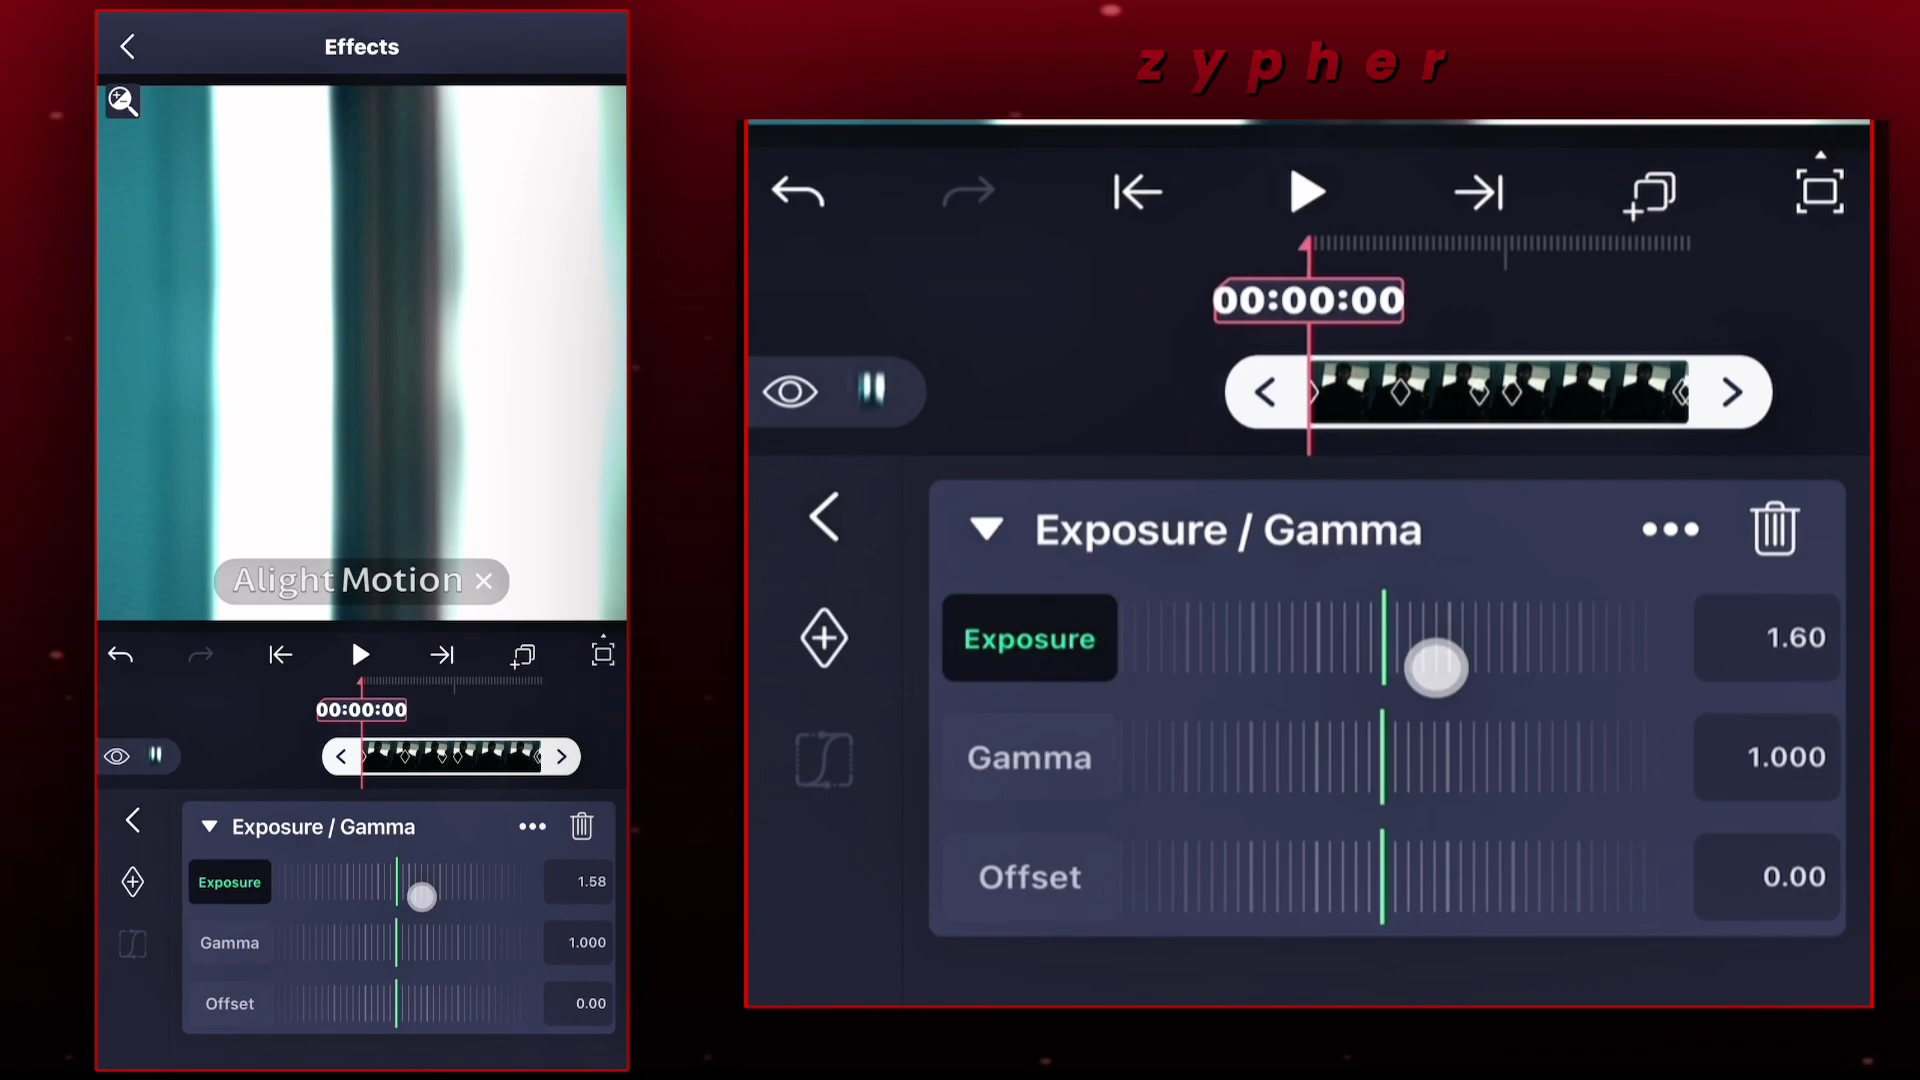 Effects
Alight Motion ×
00:00:00
Exposure / Gamma
Exposure
1.58
Gamma
1.000
Offset
0.00
zypher
00:00:00
Exposure / Gamma
Exposure
1.60
Gamma
1.000
Offset
0.00